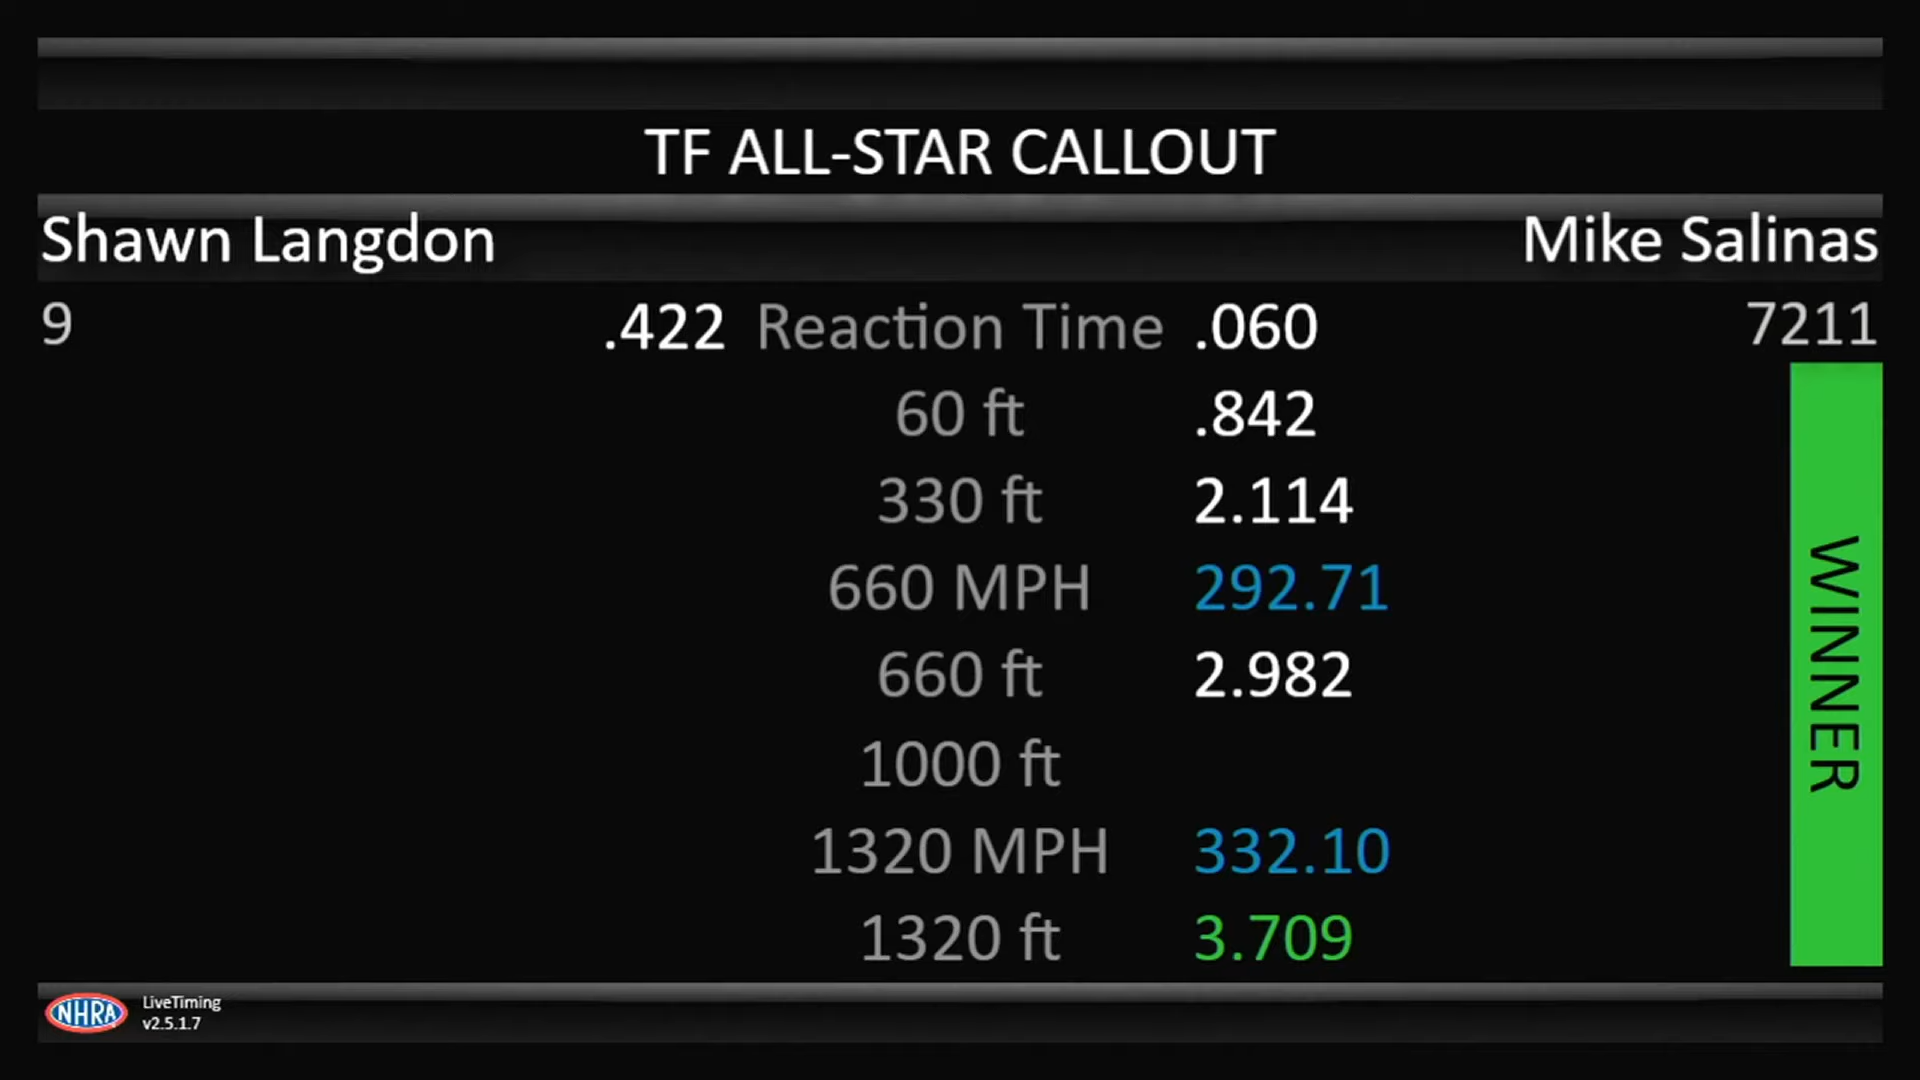 TF ALL-STAR CALLOUT
Shawn Langdon Mike Salinas
9 .422 Reaction Time .060 7211
60 ft .842
330 ft 2.114
660 MPH 292.71
660 ft 2.982
1000 ft
1320 MPH 332.10
1320 ft 3.709
WINNER
NHRA LiveTiming
v2.5.1.7